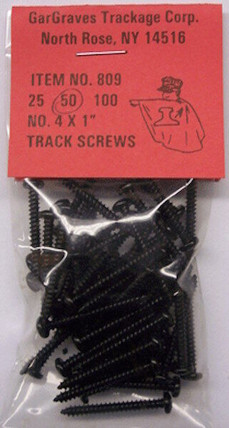 GarGraves Trackage Corp.
North Rose, NY 14516
ITEM NO. 809
25 50 100
NO. 4 X 1"
TRACK SCREWS